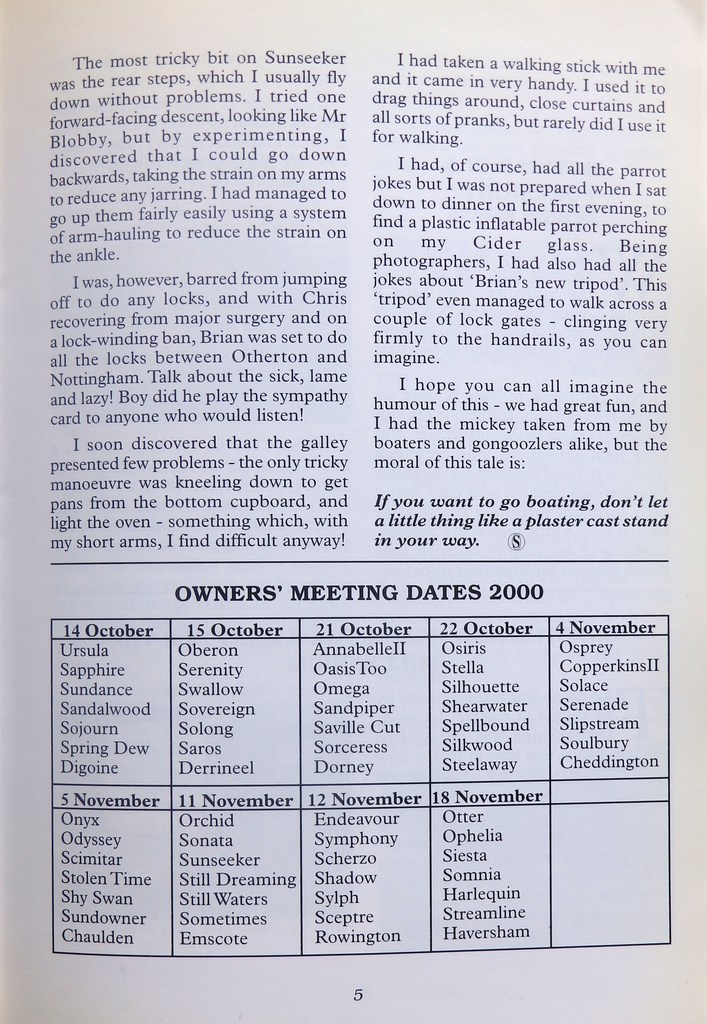 The most tricky bit on Sunseeker
was the rear steps, which I usually fly
down without problems. I tried one
forward-facing descent, looking like Mr
Blobby, but by experimenting, I
discovered that I could go down
backwards, taking the strain on my arms
to reduce any jarring. I had managed to
go up them fairly easily using a system
of arm-hauling to reduce the strain on
the ankle.
I was, however, barred from jumping
off to do any locks, and with Chris
recovering from major surgery and on
a lock-winding ban, Brian was set to do
all the locks between Otherton and
Nottingham. Talk about the sick, lame
and lazy! Boy did he play the sympathy
card to anyone who would listen!
I soon discovered that the galley
presented few problems - the only tricky
manoeuvre was kneeling down to get
pans from the bottom cupboard, and
light the oven - something which, with
my short arms, I find difficult anyway!
I had taken a walking stick with me
and it came in very handy. I used it to
drag things around, close curtains and
all sorts of pranks, but rarely did I use it
for walking.
I had, of course, had all the parrot
jokes but I was not prepared when I sat
down to dinner on the first evening, to
find a plastic inflatable parrot perching
on my Cider glass. Being
photographers, I had also had all the
jokes about ‘Brian’s new tripod’. This
‘tripod’ even managed to walk across a
couple of lock gates - clinging very
firmly to the handrails, as you can
imagine.
I hope you can all imagine the
humour of this - we had great fun, and
I had the mickey taken from me by
boaters and gongoozlers alike, but the
moral of this tale is:
If you want to go boating, don’t let
a little thing like a plaster cast stand
in your way. S
OWNERS’ MEETING DATES 2000
14 October 15 October 21 October 22 October 4 November
Ursula Oberon AnnabelleII Osiris Osprey
Sapphire Serenity OasisToo Stella CopperkinsII
Sundance Swallow Omega Silhouette Solace
Sandalwood Sovereign Sandpiper Shearwater Serenade
Sojourn Solong Saville Cut Spellbound Slipstream
Spring Dew Saros Sorceress Silkwood Soulbury
Digoine Derrineel Dorney Steelaway Cheddington
5 November 11 November 12 November 18 November
Onyx Orchid Endeavour Otter
Odyssey Sonata Symphony Ophelia
Scimitar Sunseeker Scherzo Siesta
Stolen Time Still Dreaming Shadow Somnia
Shy Swan Still Waters Sylph Harlequin
Sundowner Sometimes Sceptre Streamline
Chaulden Emscote Rowington Haversham
5